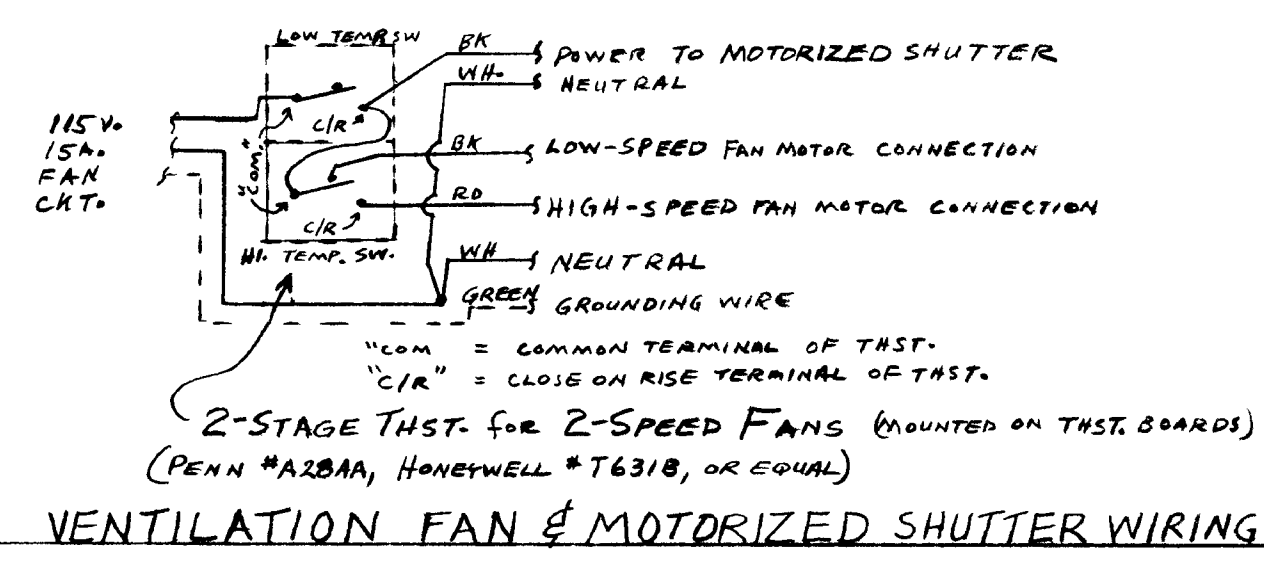 LOW TEMP. SW
BK
POWER TO MOTORIZED SHUTTER
WH.
NEUTRAL
115 V.
15A.
FAN
CKT.
"COM."
C/R
BK
LOW-SPEED FAN MOTOR CONNECTION
RD
HIGH-SPEED FAN MOTOR CONNECTION
C/R
HI. TEMP. SW.
WH
NEUTRAL
GREEN
GROUNDING WIRE
"COM = COMMON TERMINAL OF THST.
"C/R" = CLOSE ON RISE TERMINAL OF THST.
2-STAGE THST. for 2-SPEED FANS (MOUNTED ON THST. BOARDS)
(PENN #A28AA, HONEYWELL #T631B, OR EQUAL)
VENTILATION FAN & MOTORIZED SHUTTER WIRING